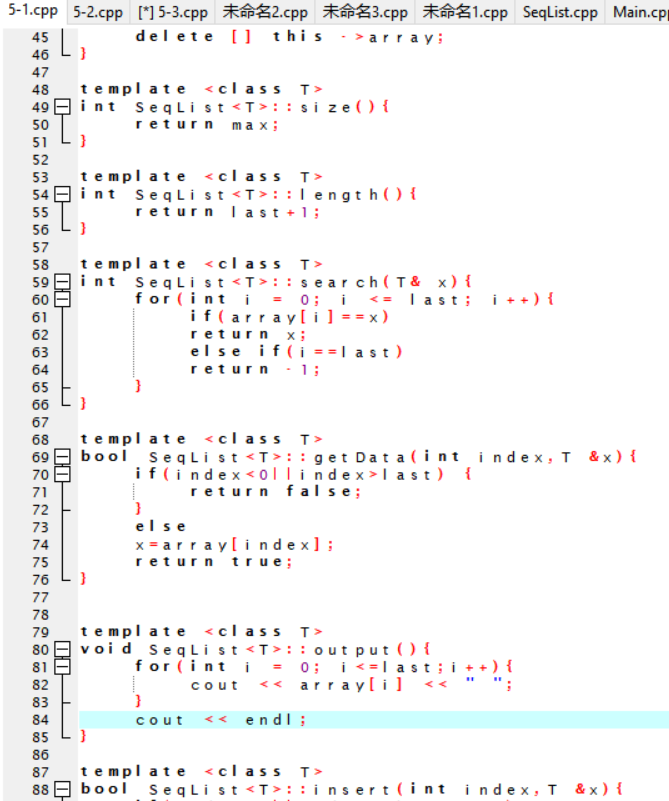 5-1.cpp 5-2.cpp [*] 5-3.cpp 未命名2.cpp 未命名3.cpp 未命名1.cpp SeqList.cpp Main.cp
45 delete [] this ->array;
46 }
47
48 template <class T>
49 int SeqList<T>::size(){
50 return max;
51 }
52
53 template <class T>
54 int SeqList<T>::length(){
55 return last+1;
56 }
57
58 template <class T>
59 int SeqList<T>::search(T& x){
60 for(int i = 0; i <= last; i++){
61 if(array[i]==x)
62 return x;
63 else if(i==last)
64 return -1;
65 }
66 }
67
68 template <class T>
69 bool SeqList<T>::getData(int index,T &x){
70 if(index<0||index>last) {
71 return false;
72 }
73 else
74 x=array[index];
75 return true;
76 }
77
78
79 template <class T>
80 void SeqList<T>::output(){
81 for(int i = 0; i<=last;i++){
82 cout << array[i] << " ";
83 }
84 cout << endl;
85 }
86
87 template <class T>
88 bool SeqList<T>::insert(int index,T &x){